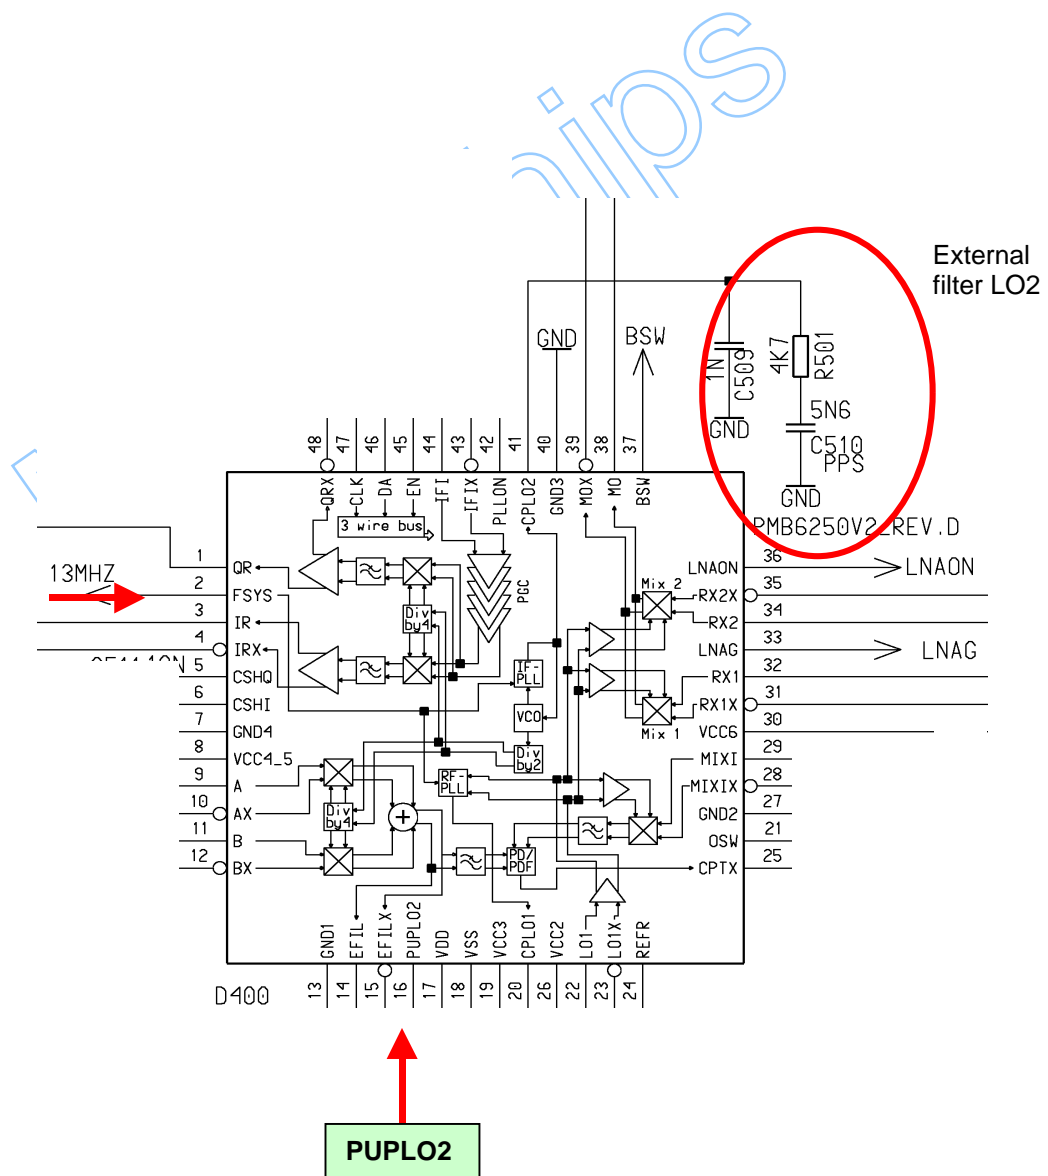 hips
External
filter LO2
GND
BSW
1N
C509
4K7
R501
5N6
C510
PPS
GND
GND
48
47
46
45
44
43
42
41
40
39
38
37
QRX
CLK
DA
EN
IFI
IFIX
PLLON
CPLO2
GND3
MOX
MO
BSW
PMB6250V2_REV.D
3 wire bus
1
QR
13MHZ
2
FSYS
3
IR
4
IRX
5
CSHQ
6
CSHI
7
GND4
8
VCC4_5
9
A
10
AX
11
B
12
BX
PGC
Div
by4
IF-
PLL
VCO
Div
by2
RF-
PLL
Div
by4
PD/
PDF
Mix 2
Mix 1
LNAON
36
LNAON
RX2X
35
RX2
34
LNAG
33
LNAG
RX1
32
RX1X
31
VCC6
30
MIXI
29
MIXIX
28
GND2
27
OSW
21
CPTX
25
GND1
EFIL
EFILX
PUPLO2
VDD
VSS
VCC3
CPLO1
VCC2
LO1
LO1X
REFR
D400
13
14
15
16
17
18
19
20
26
22
23
24
PUPLO2